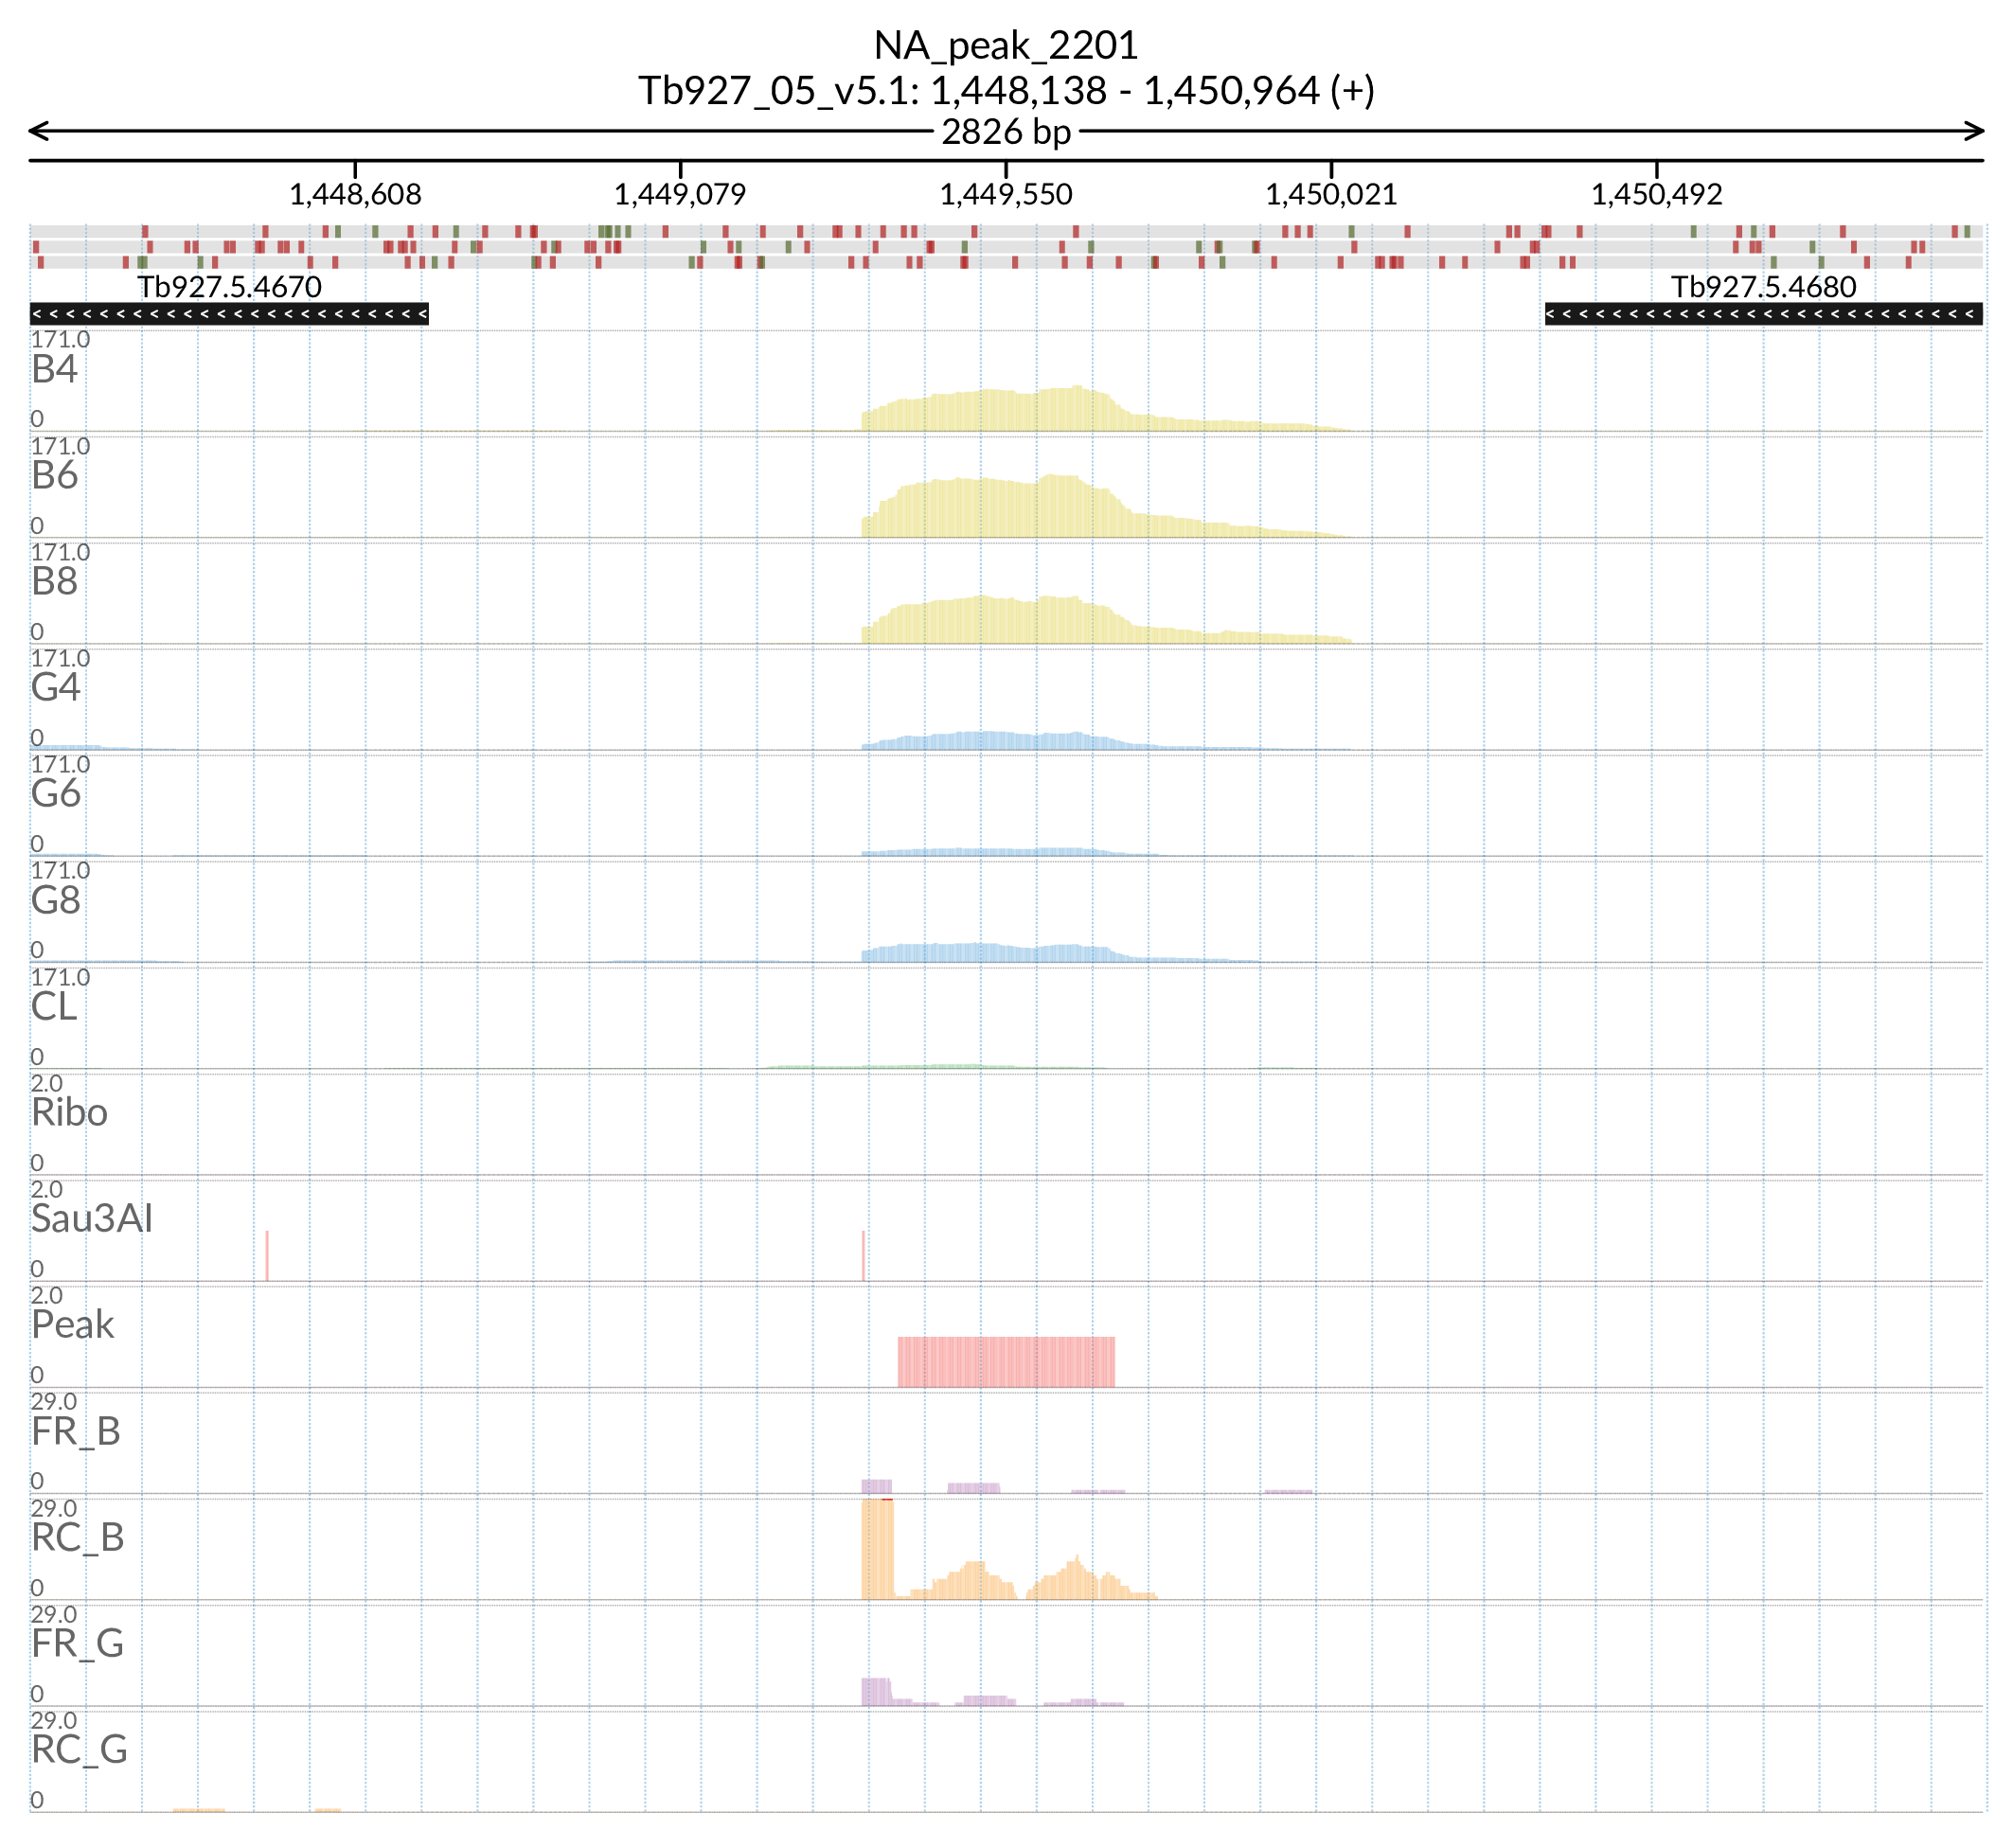 NA_peak_2201
Tb927_05_v5.1: 1,448,138 - 1,450,964 (+)
2826 bp
1,448,608 1,449,079 1,449,550 1,450,021 1,450,492
Tb927.5.4670 Tb927.5.4680
171.0
B4
0
171.0
B6
0
171.0
B8
0
171.0
G4
0
171.0
G6
0
171.0
G8
0
171.0
CL
0
2.0
Ribo
0
2.0
Sau3AI
0
2.0
Peak
0
29.0
FR_B
0
29.0
RC_B
0
29.0
FR_G
0
29.0
RC_G
0